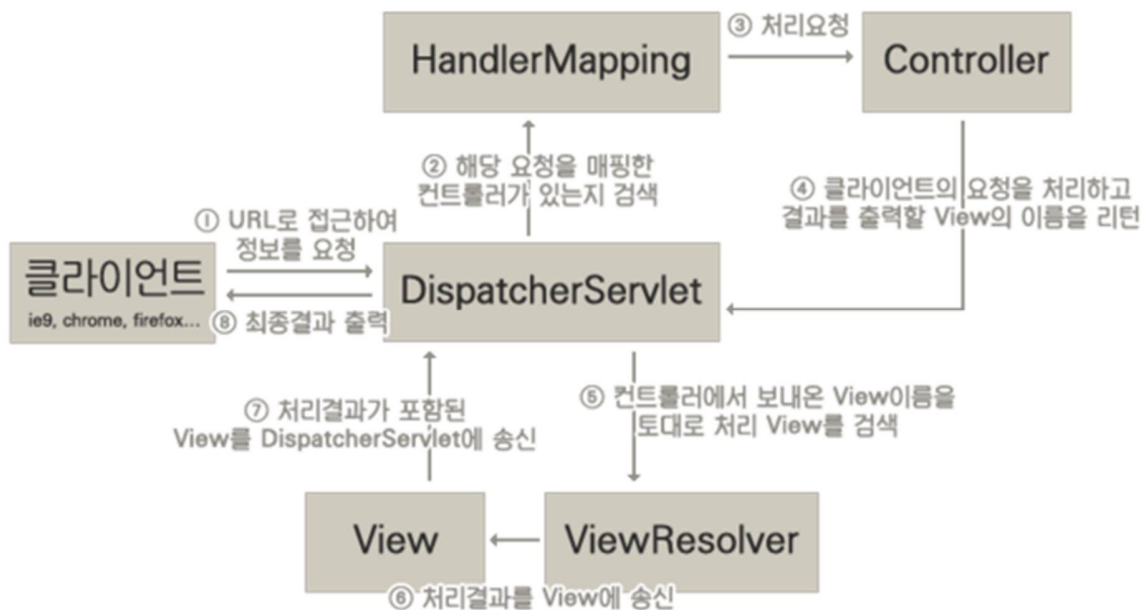 ③ 처리요청
HandlerMapping
Controller
② 해당 요청을 매핑한
컨트롤러가 있는지 검색
④ 클라이언트의 요청을 처리하고
결과를 출력할 View의 이름을 리턴
① URL로 접근하여
정보를 요청
클라이언트
ie9, chrome, firefox...
DispatcherServlet
⑧ 최종결과 출력
⑤ 컨트롤러에서 보내온 View이름을
토대로 처리 View를 검색
⑦ 처리결과가 포함된
View를 DispatcherServlet에 송신
View
ViewResolver
⑥ 처리결과를 View에 송신